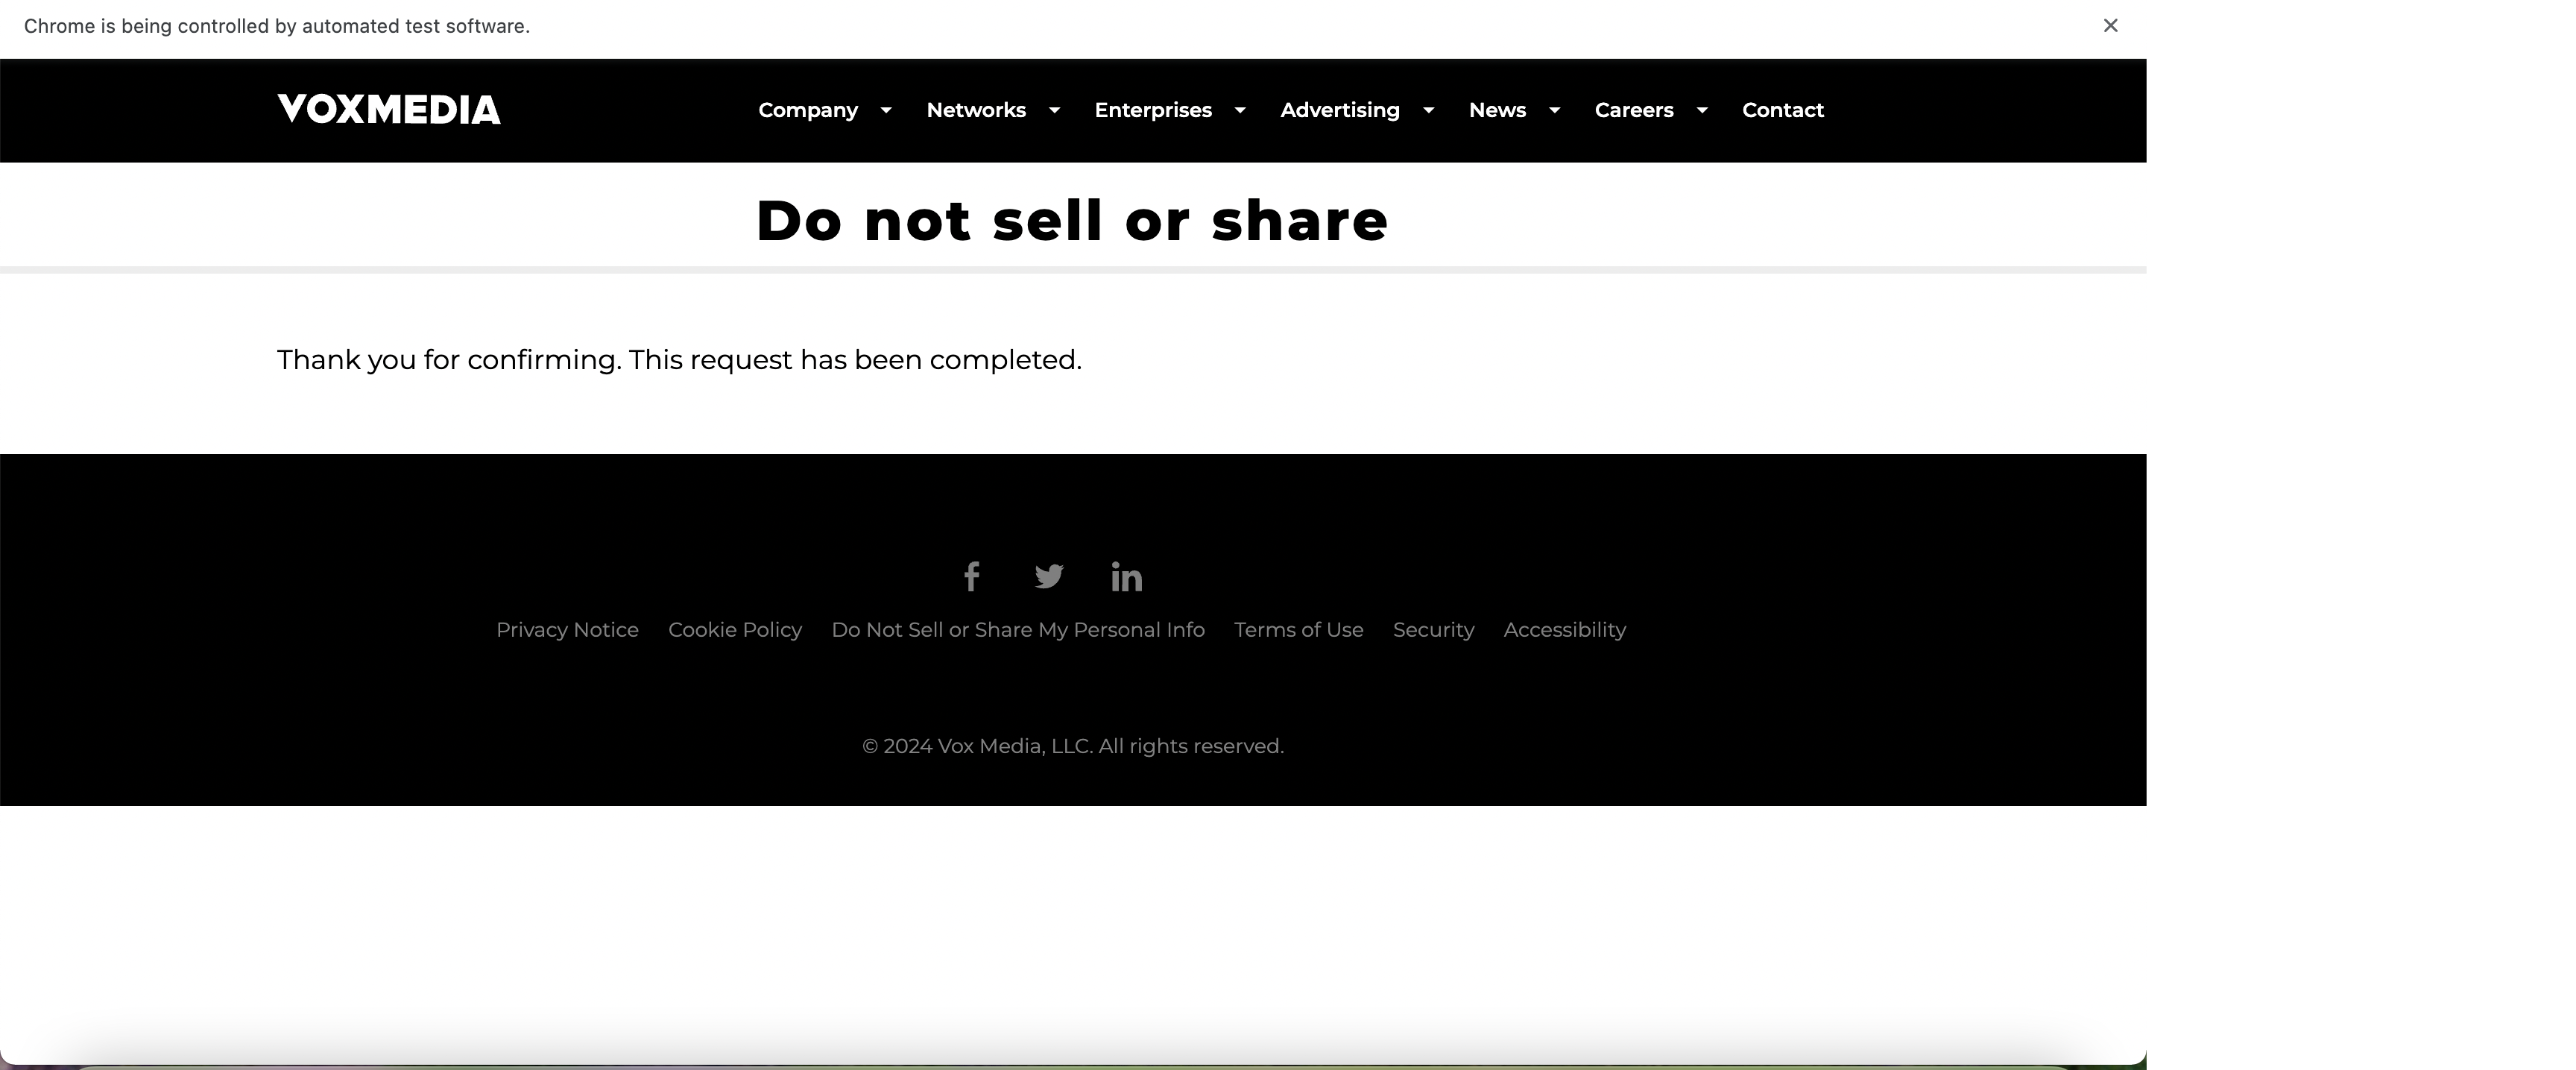 Chrome is being controlled by automated test software.
VOXMEDIA Company Networks Enterprises Advertising News Careers Contact
Do not sell or share
Thank you for confirming. This request has been completed.
Privacy Notice Cookie Policy Do Not Sell or Share My Personal Info Terms of Use Security Accessibility
© 2024 Vox Media, LLC. All rights reserved.